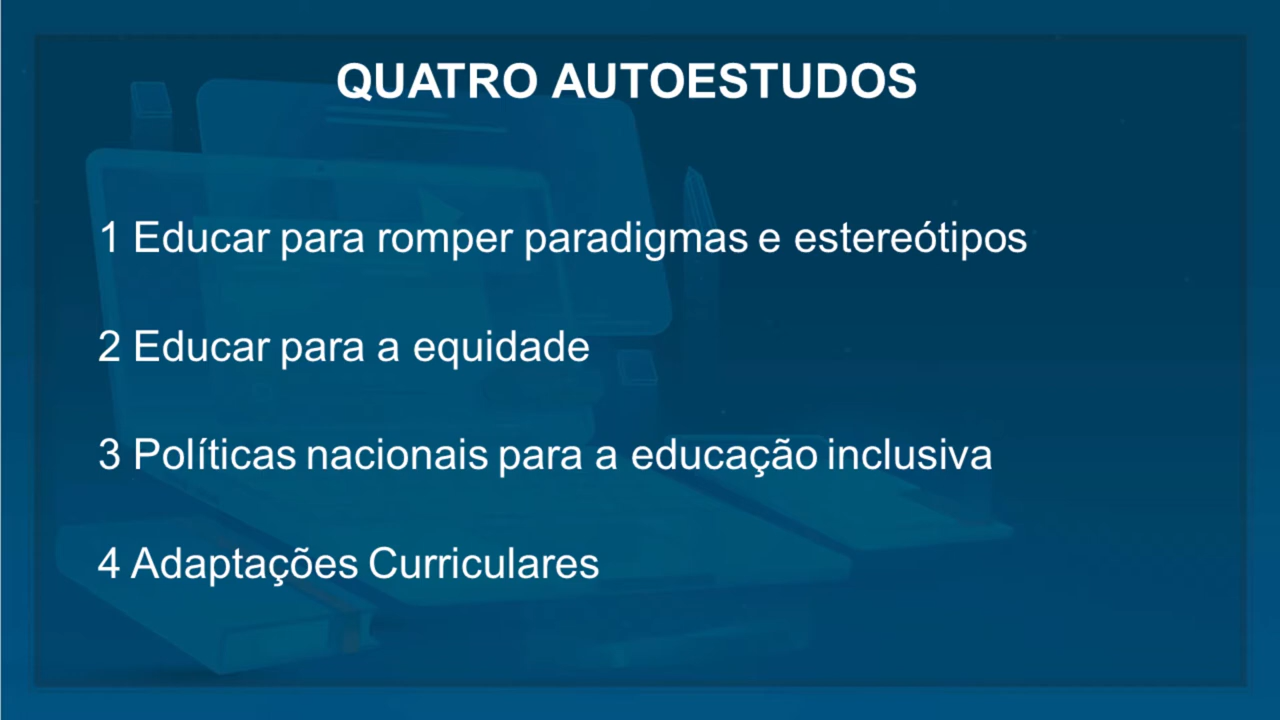 QUATRO AUTOESTUDOS
1 Educar para romper paradigmas e estereótipos
2 Educar para a equidade
3 Políticas nacionais para a educação inclusiva
4 Adaptações Curriculares